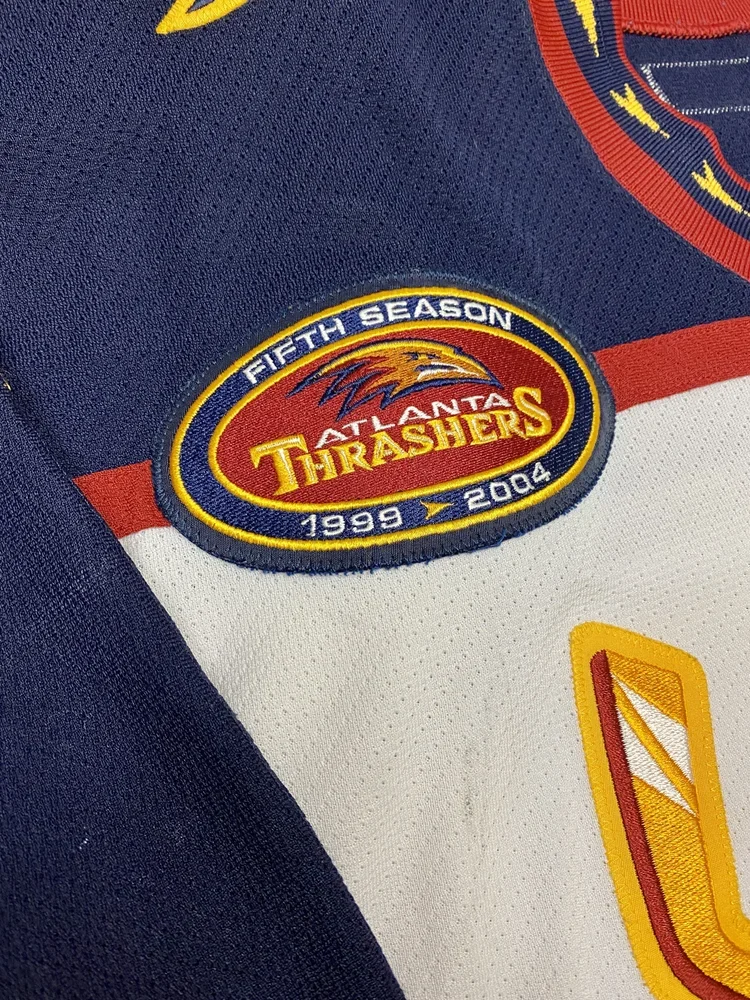 FIFTH SEASON
ATLANTA
THRASHERS
1999 2004